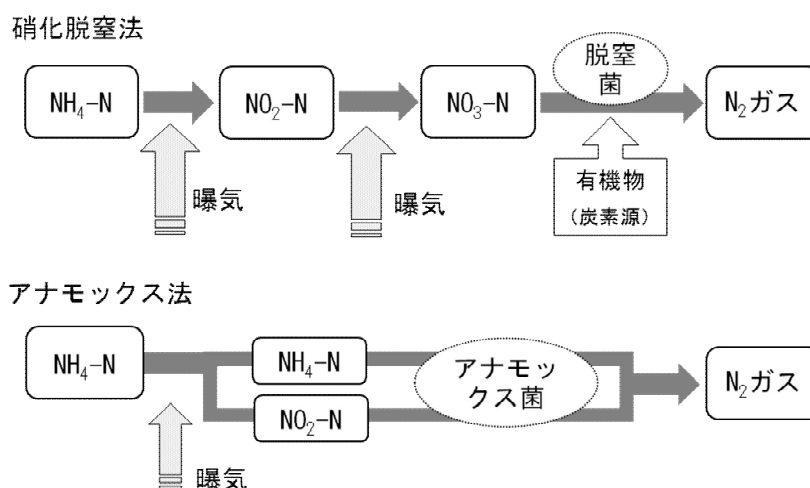 硝化脱窒法
NH₄-N
NO₂-N
NO₃-N
脱窒
菌
N₂ガス
曝気
曝気
有機物
(炭素源)
アナモックス法
NH₄-N
NH₄-N
NO₂-N
アナモッ
クス菌
N₂ガス
曝気